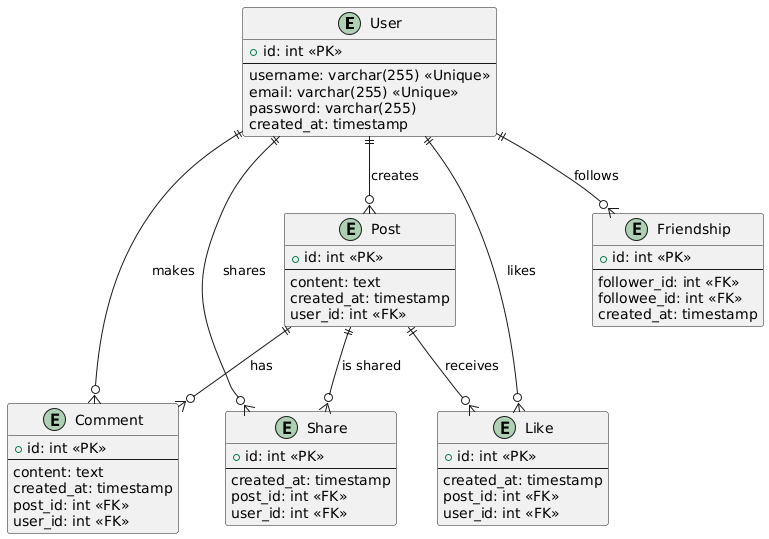 E User
id: int «PK»
username: varchar(255) «Unique»
email: varchar(255) «Unique»
password: varchar(255)
created_at: timestamp
creates
follows
E Post
id: int «PK»
content: text
created_at: timestamp
user_id: int «FK»
E Friendship
id: int «PK»
follower_id: int «FK»
followee_id: int «FK»
created_at: timestamp
makes
shares
likes
has
is shared
receives
E Comment
id: int «PK»
content: text
created_at: timestamp
post_id: int «FK»
user_id: int «FK»
E Share
id: int «PK»
created_at: timestamp
post_id: int «FK»
user_id: int «FK»
E Like
id: int «PK»
created_at: timestamp
post_id: int «FK»
user_id: int «FK»